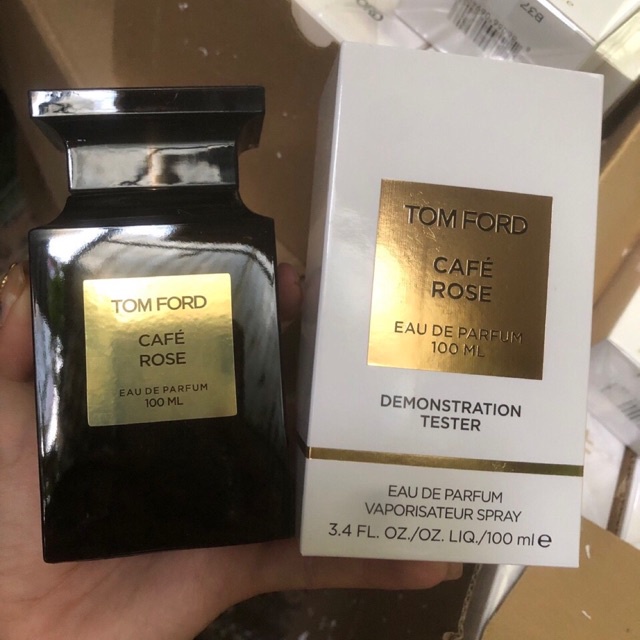 TOM FORD
CAFÉ
ROSE
EAU DE PARFUM
100 ML
TOM FORD
CAFÉ
ROSE
EAU DE PARFUM
100 ML
DEMONSTRATION
TESTER
EAU DE PARFUM
VAPORISATEUR SPRAY
3.4 FL. OZ./OZ. LIQ./100 ml e
B37